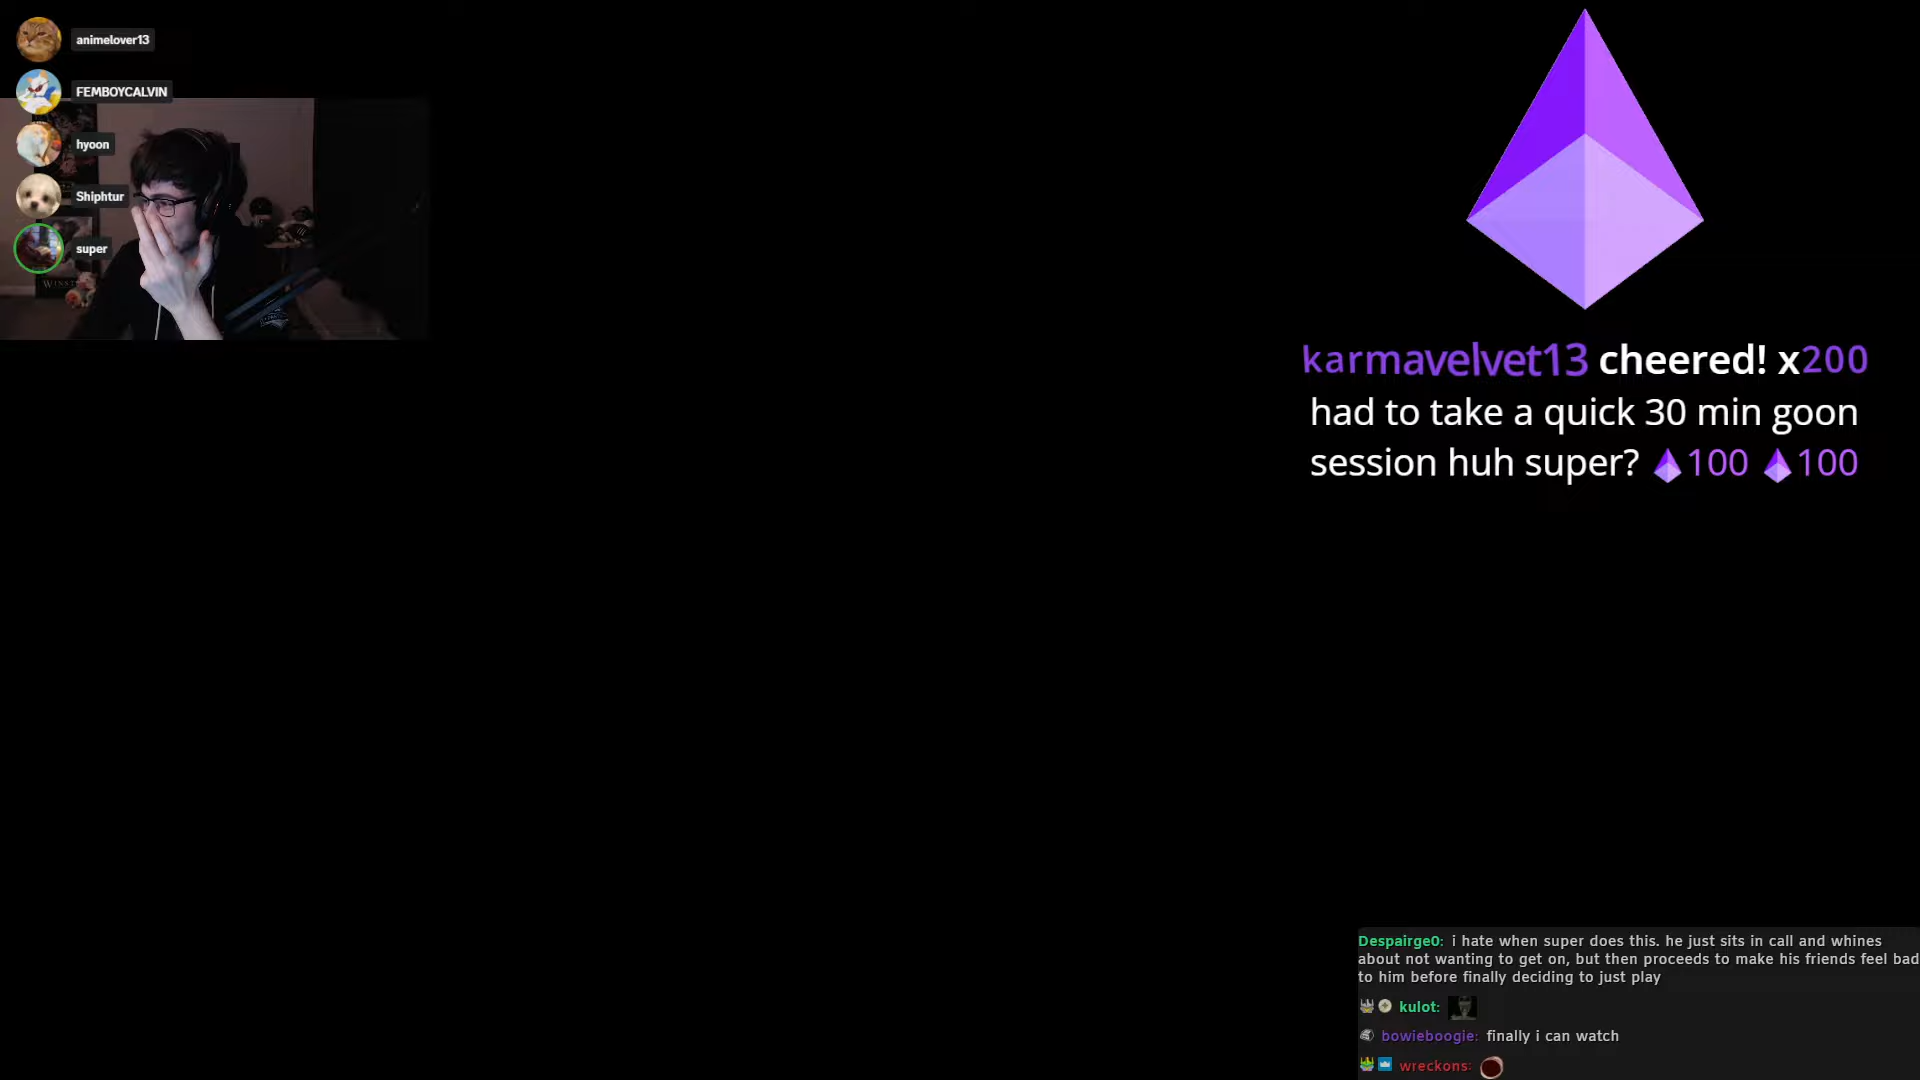 animelover13
FEMBOYCALVIN
hyoon
Shiphtur
super
WINST
karmavelvet13 cheered! x200
had to take a quick 30 min goon
session huh super? 100 100
Despairge0: i hate when super does this. he just sits in call and whines
about not wanting to get on, but then proceeds to make his friends feel bad
to him before finally deciding to just play
kulot:
bowieboogie: finally i can watch
wreckons: